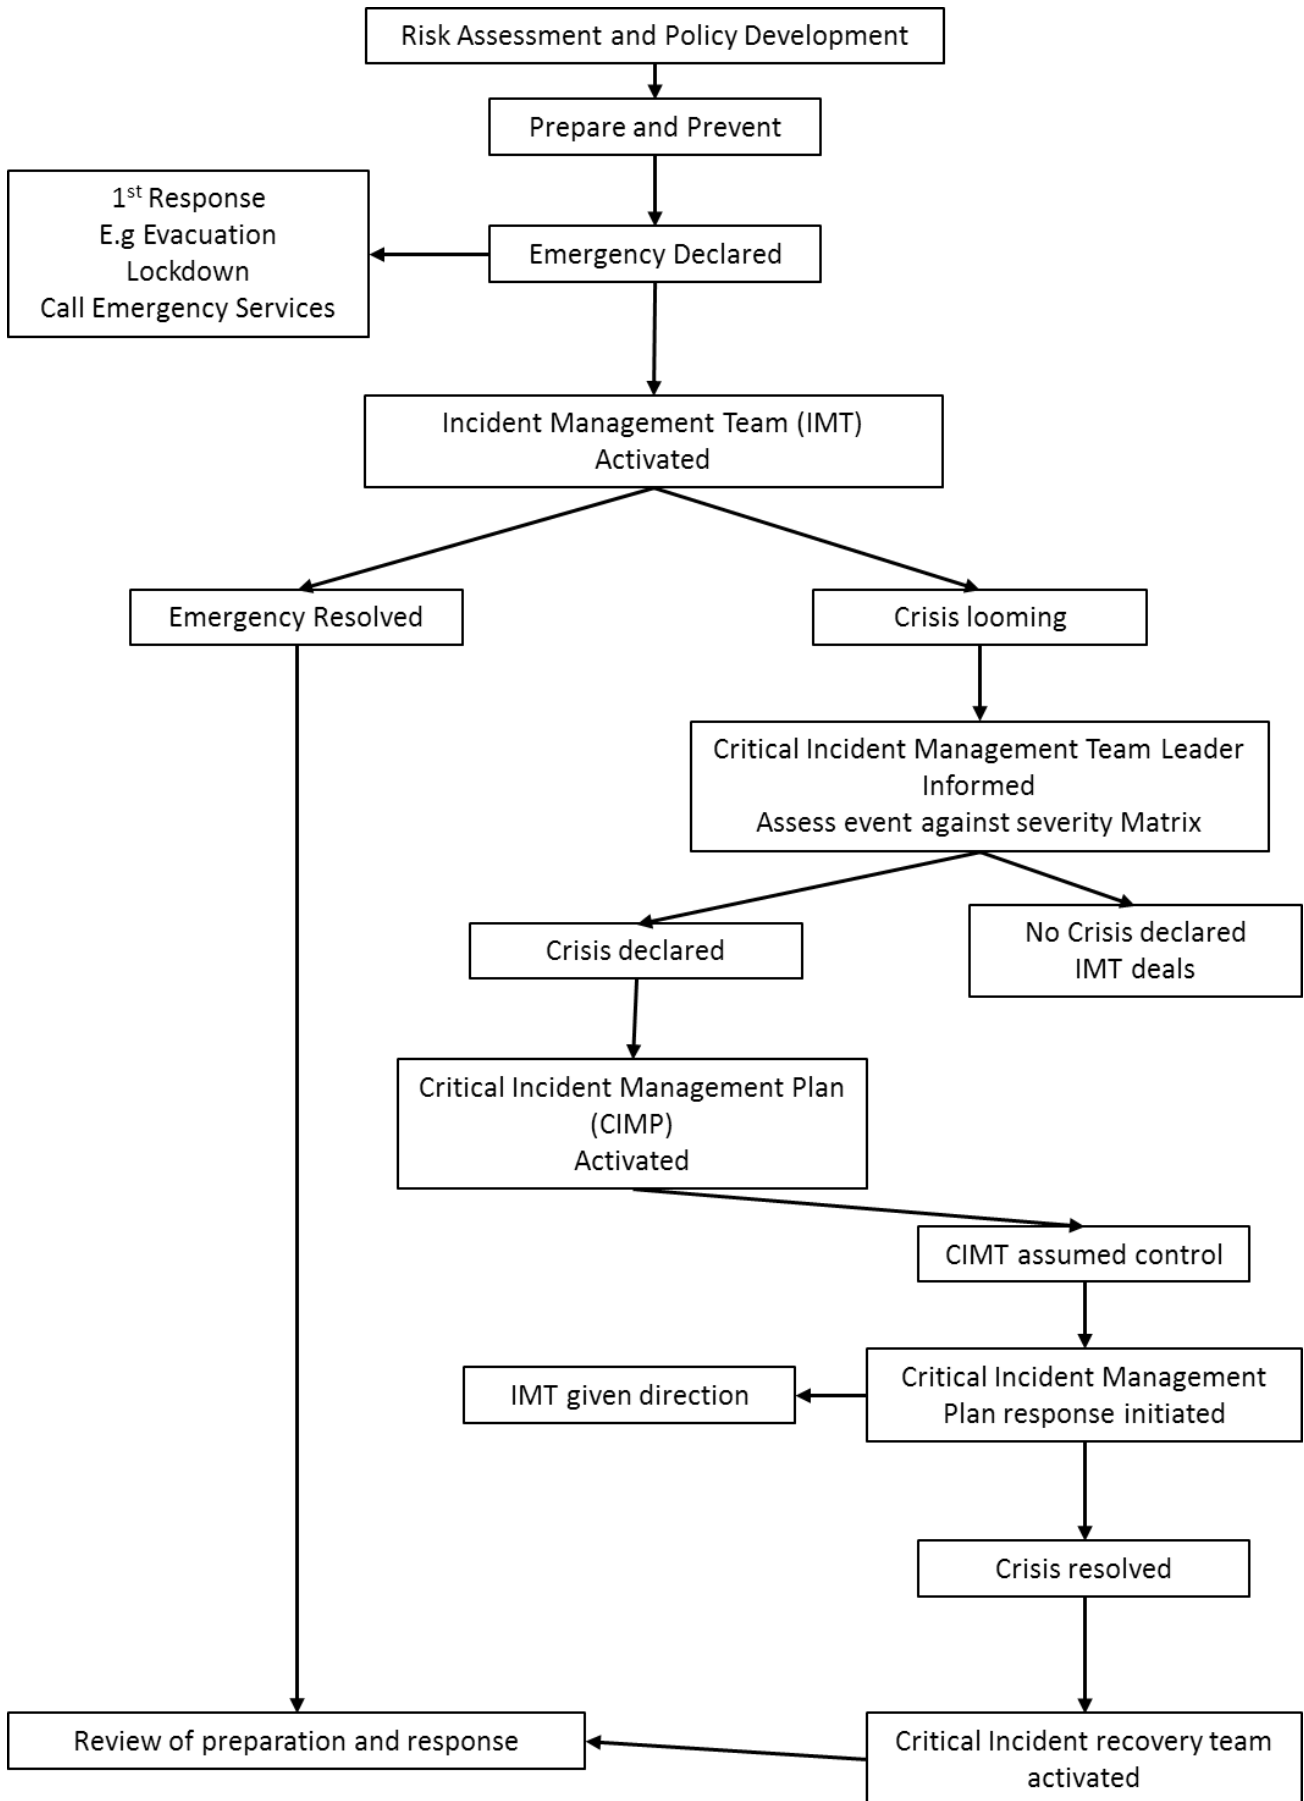 Risk Assessment and Policy Development
Prepare and Prevent
1st Response
E.g Evacuation
Lockdown
Call Emergency Services
Emergency Declared
Incident Management Team (IMT)
Activated
Emergency Resolved
Crisis looming
Critical Incident Management Team Leader
Informed
Assess event against severity Matrix
Crisis declared
No Crisis declared
IMT deals
Critical Incident Management Plan
(CIMP)
Activated
CIMT assumed control
IMT given direction
Critical Incident Management
Plan response initiated
Crisis resolved
Review of preparation and response
Critical Incident recovery team
activated